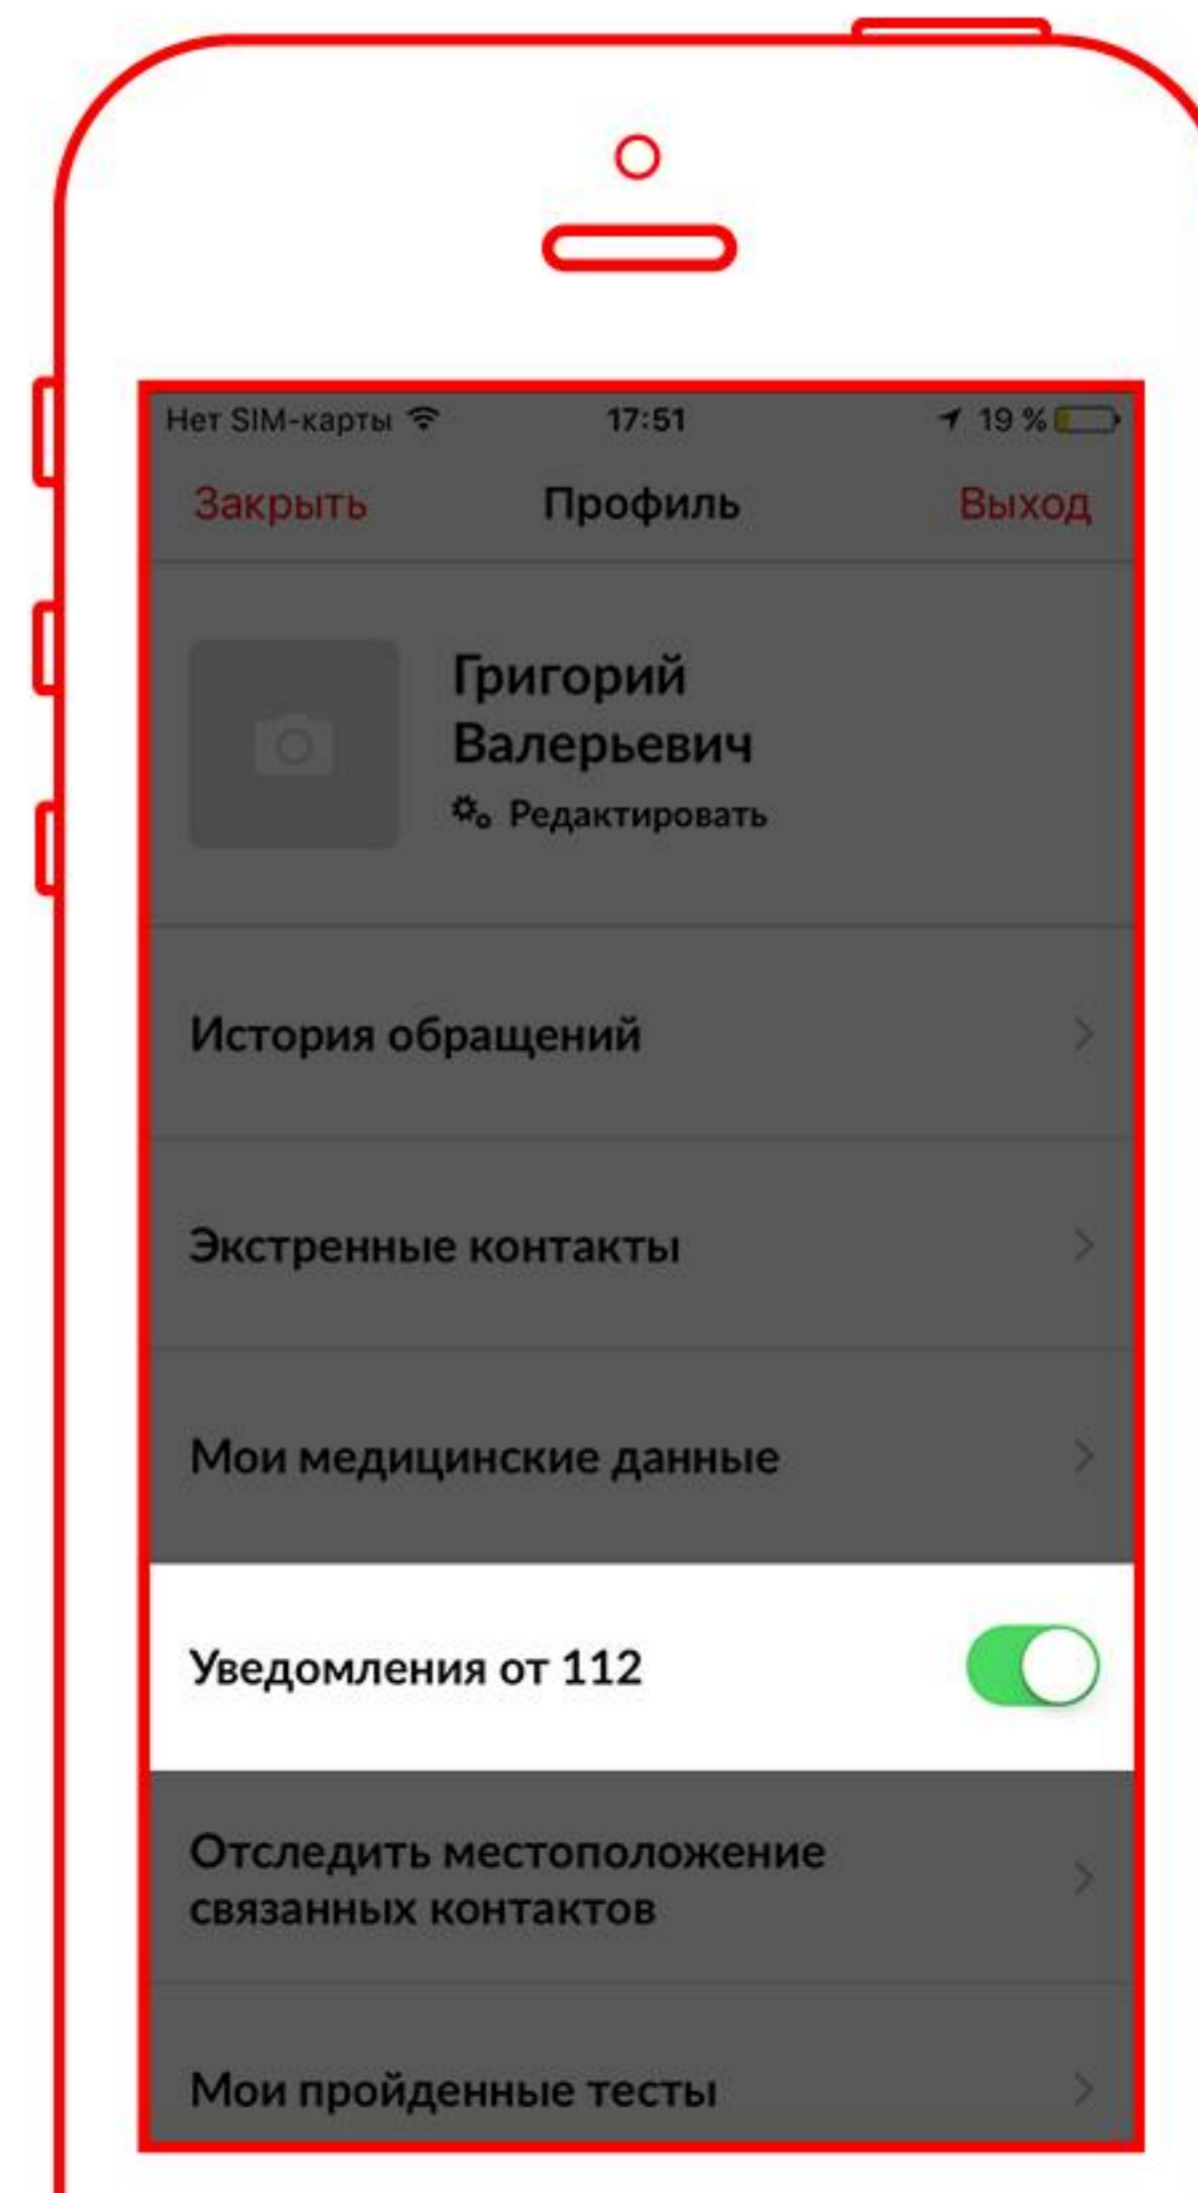 Нет SIM-карты 17:51 19 %
Закрыть Профиль Выход
Григорий
Валерьевич
Редактировать
История обращений
Экстренные контакты
Мои медицинские данные
Уведомления от 112
Отследить местоположение
связанных контактов
Мои пройденные тесты